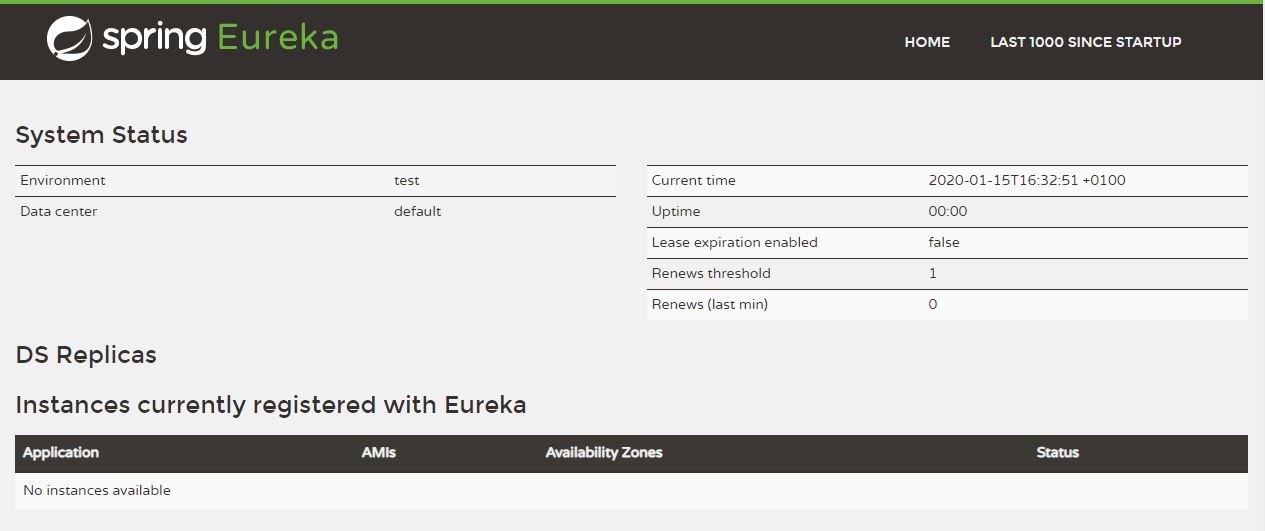 spring Eureka
HOME LAST 1000 SINCE STARTUP
System Status
Environment test
Data center default
Current time 2020-01-15T16:32:51 +0100
Uptime 00:00
Lease expiration enabled false
Renews threshold 1
Renews (last min) 0
DS Replicas
Instances currently registered with Eureka
Application AMIs Availability Zones Status
No instances available